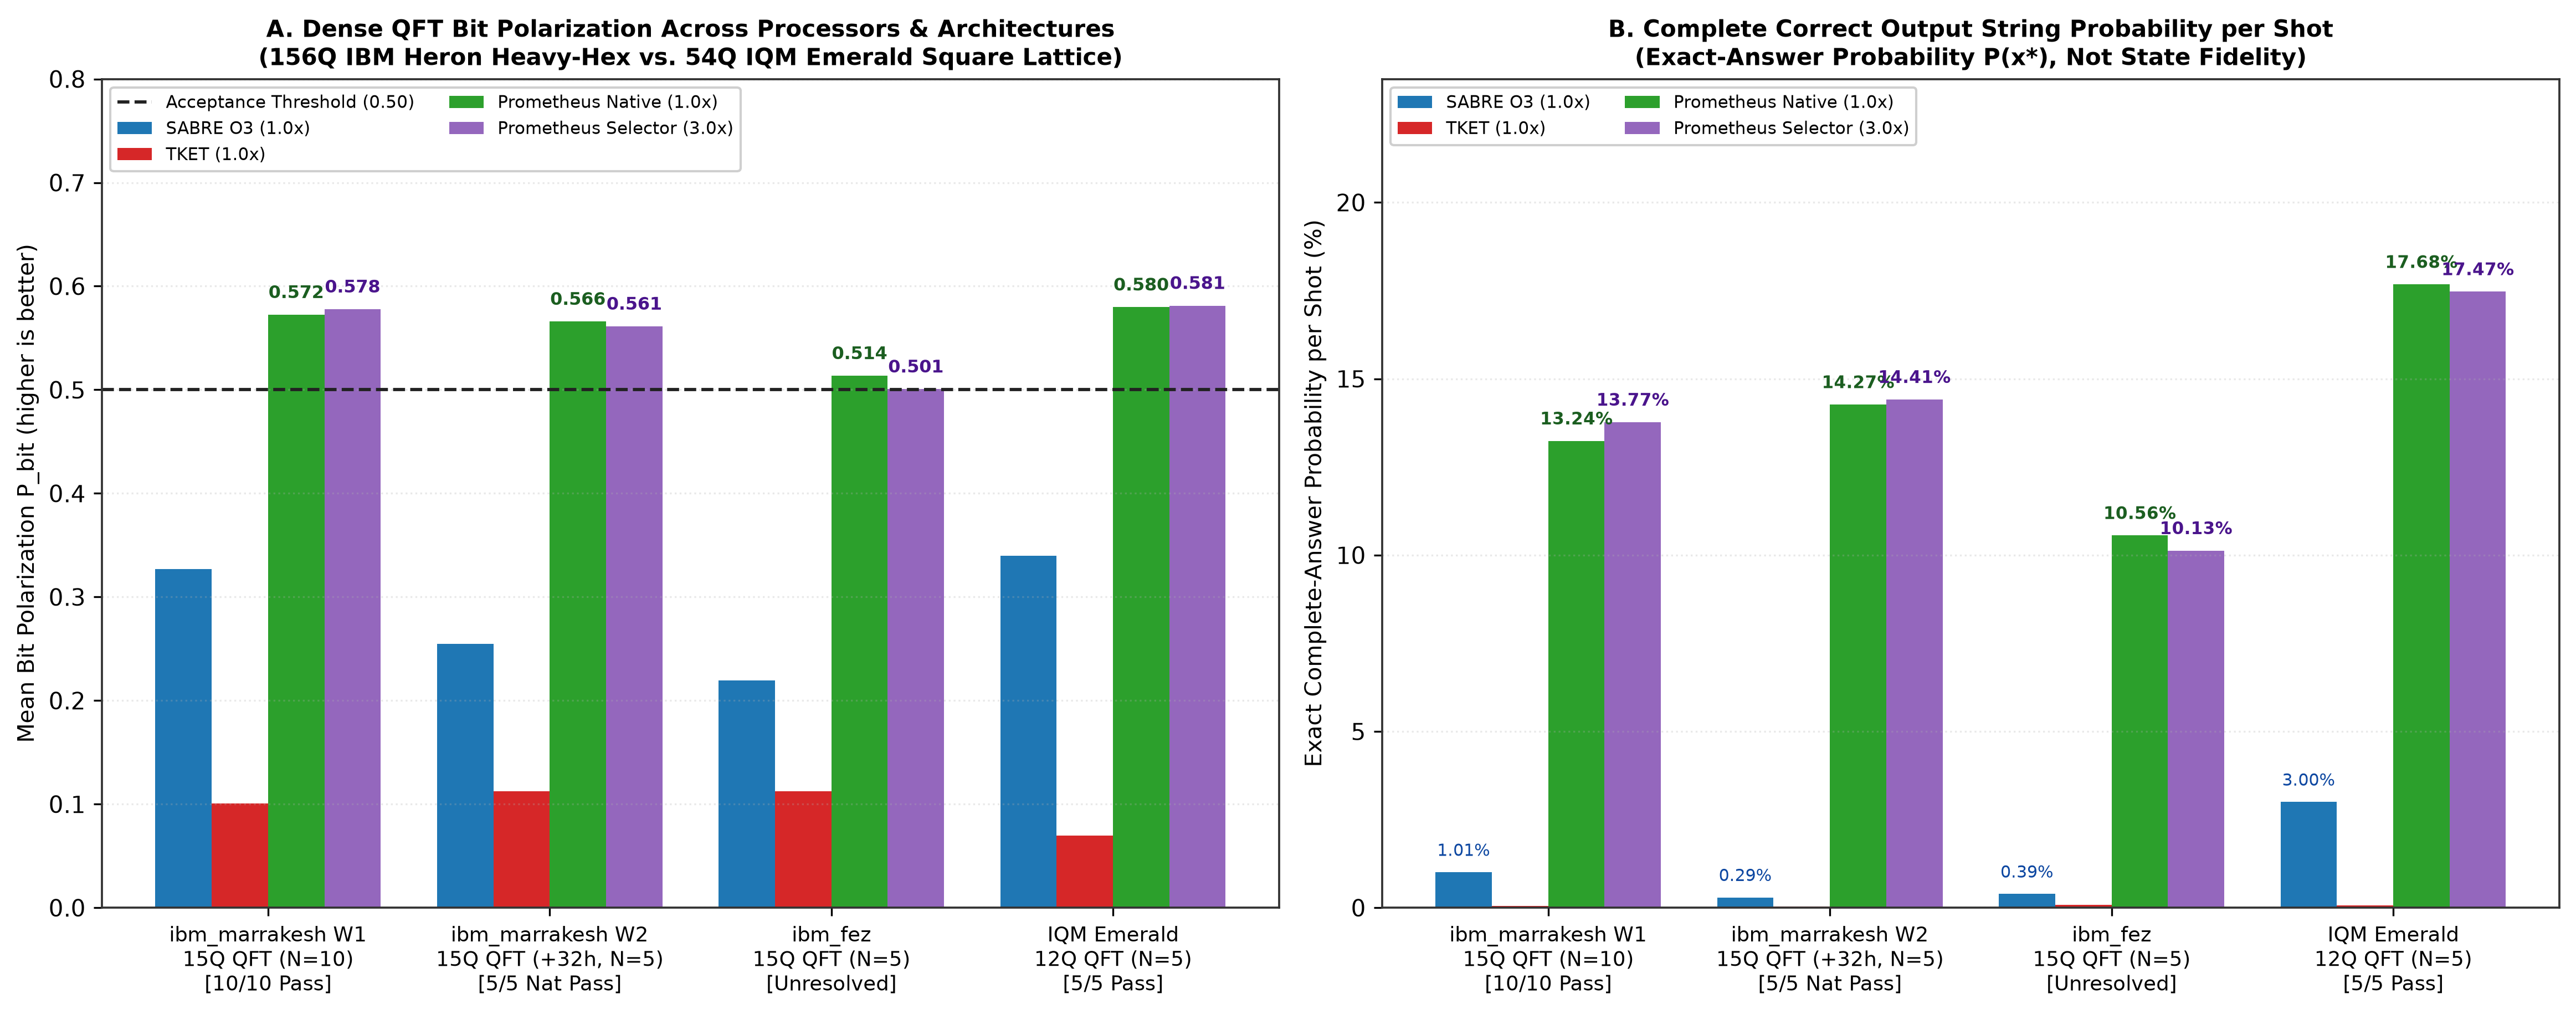 A. Dense QFT Bit Polarization Across Processors & Architectures
(156Q IBM Heron Heavy-Hex vs. 54Q IQM Emerald Square Lattice)
Mean Bit Polarization P_bit (higher is better)
0.8
0.7
0.6
0.5
0.4
0.3
0.2
0.1
0.0
Acceptance Threshold (0.50)
SABRE O3 (1.0x)
TKET (1.0x)
Prometheus Native (1.0x)
Prometheus Selector (3.0x)
0.572
0.578
0.566
0.561
0.514
0.501
0.580
0.581
ibm_marrakesh W1
15Q QFT (N=10)
[10/10 Pass]
ibm_marrakesh W2
15Q QFT (+32h, N=5)
[5/5 Nat Pass]
ibm_fez
15Q QFT (N=5)
[Unresolved]
IQM Emerald
12Q QFT (N=5)
[5/5 Pass]
B. Complete Correct Output String Probability per Shot
(Exact-Answer Probability P(x*), Not State Fidelity)
Exact Complete-Answer Probability per Shot (%)
20
15
10
5
0
SABRE O3 (1.0x)
TKET (1.0x)
Prometheus Native (1.0x)
Prometheus Selector (3.0x)
1.01%
13.24%
13.77%
0.29%
14.27%
14.41%
0.39%
10.56%
10.13%
3.00%
17.68%
17.47%
ibm_marrakesh W1
15Q QFT (N=10)
[10/10 Pass]
ibm_marrakesh W2
15Q QFT (+32h, N=5)
[5/5 Nat Pass]
ibm_fez
15Q QFT (N=5)
[Unresolved]
IQM Emerald
12Q QFT (N=5)
[5/5 Pass]